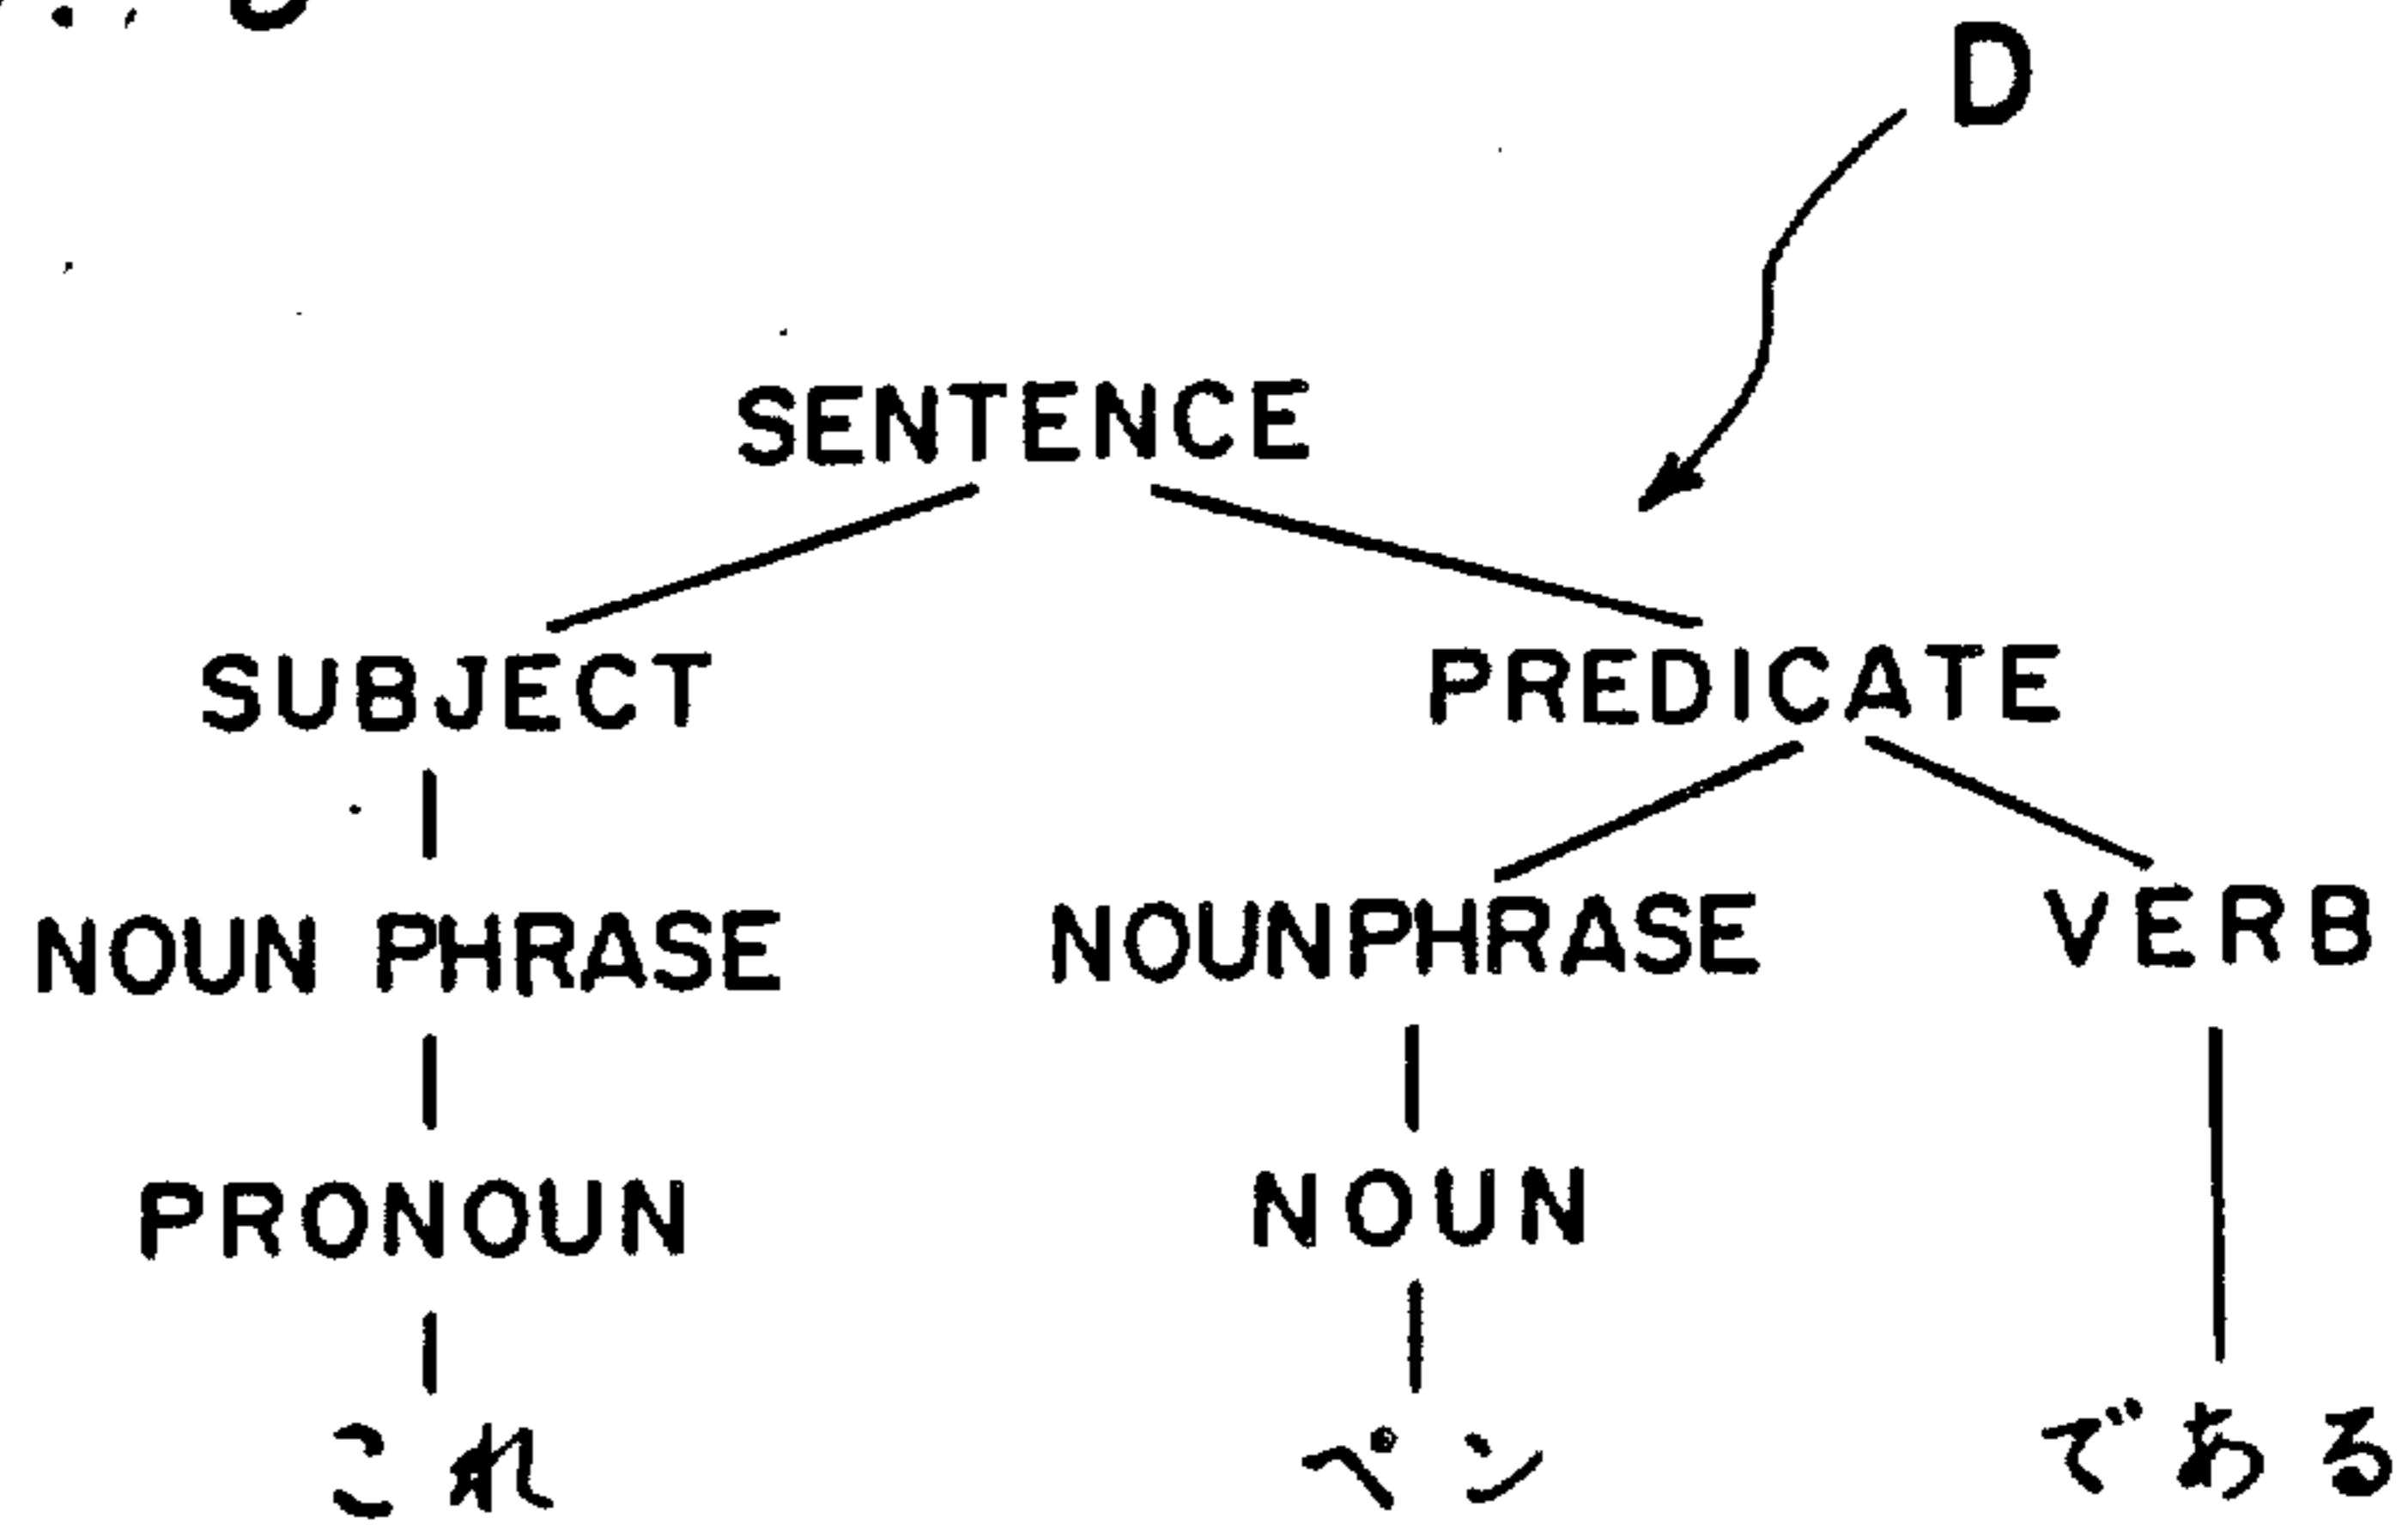 D
SENTENCE
SUBJECT PREDICATE
NOUN PHRASE NOUNPHRASE VERB
PRONOUN NOUN
これ ペン である